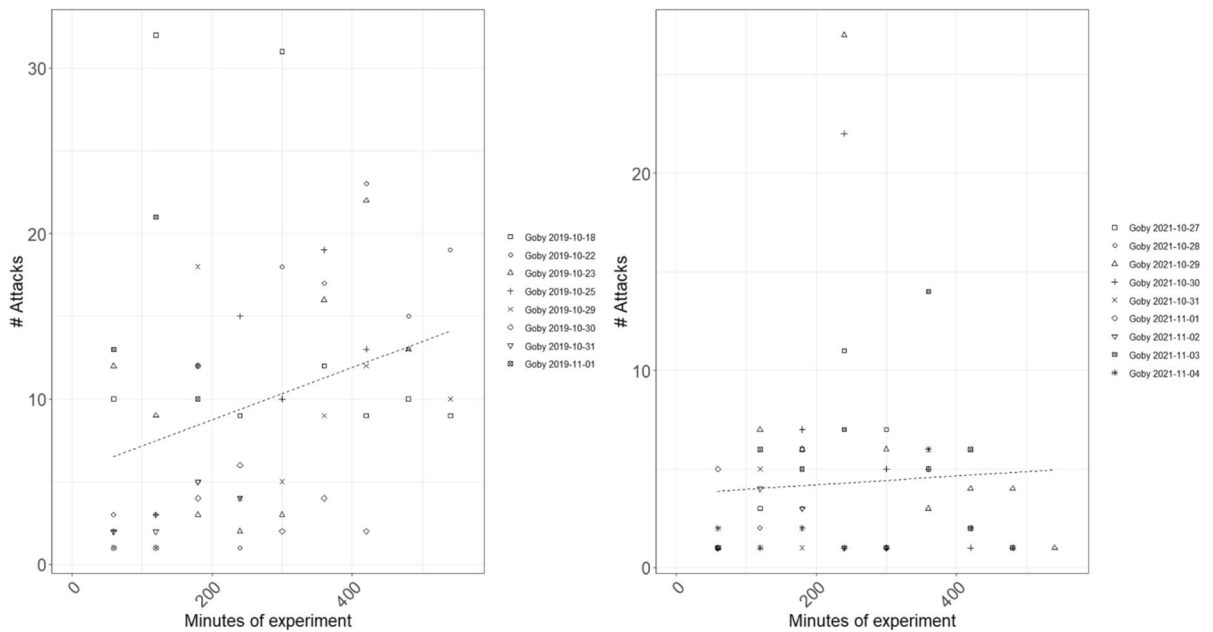 # Attacks
30
20
10
0
0
200
400
Minutes of experiment
Goby 2019-10-18
Goby 2019-10-22
Goby 2019-10-23
Goby 2019-10-25
Goby 2019-10-29
Goby 2019-10-30
Goby 2019-10-31
Goby 2019-11-01
# Attacks
20
10
0
0
200
400
Minutes of experiment
Goby 2021-10-27
Goby 2021-10-28
Goby 2021-10-29
Goby 2021-10-30
Goby 2021-10-31
Goby 2021-11-01
Goby 2021-11-02
Goby 2021-11-03
Goby 2021-11-04